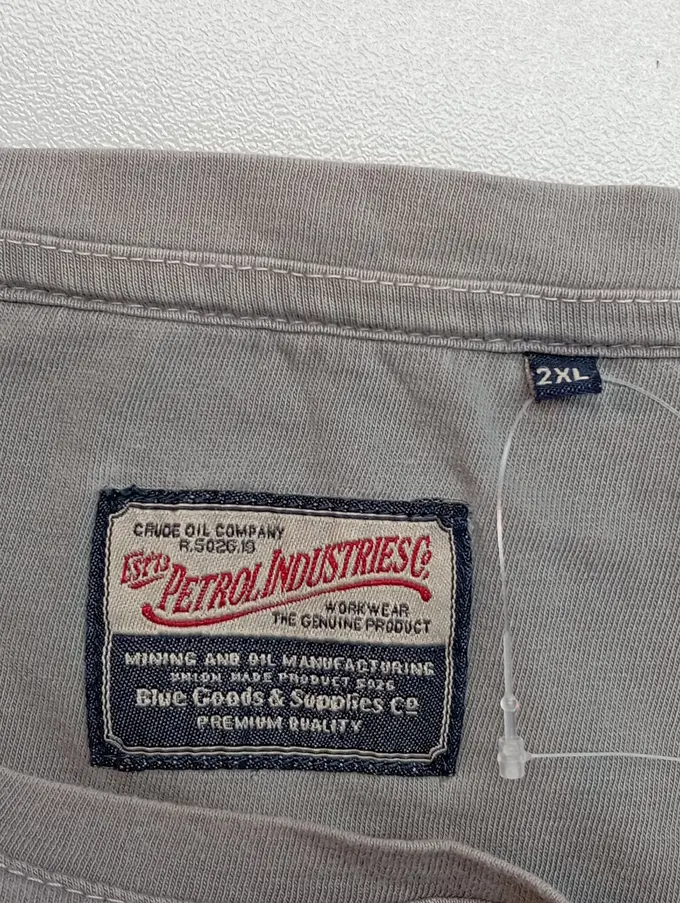 2XL
CRUDE OIL COMPANY
R.5026.19
EST'73 PETROL INDUSTRIES Co.
WORKWEAR
THE GENUINE PRODUCT
MINING AND OIL MANUFACTURING
UNION MADE PRODUCT 5026
Blue Goods & Supplies Co
PREMIUM QUALITY